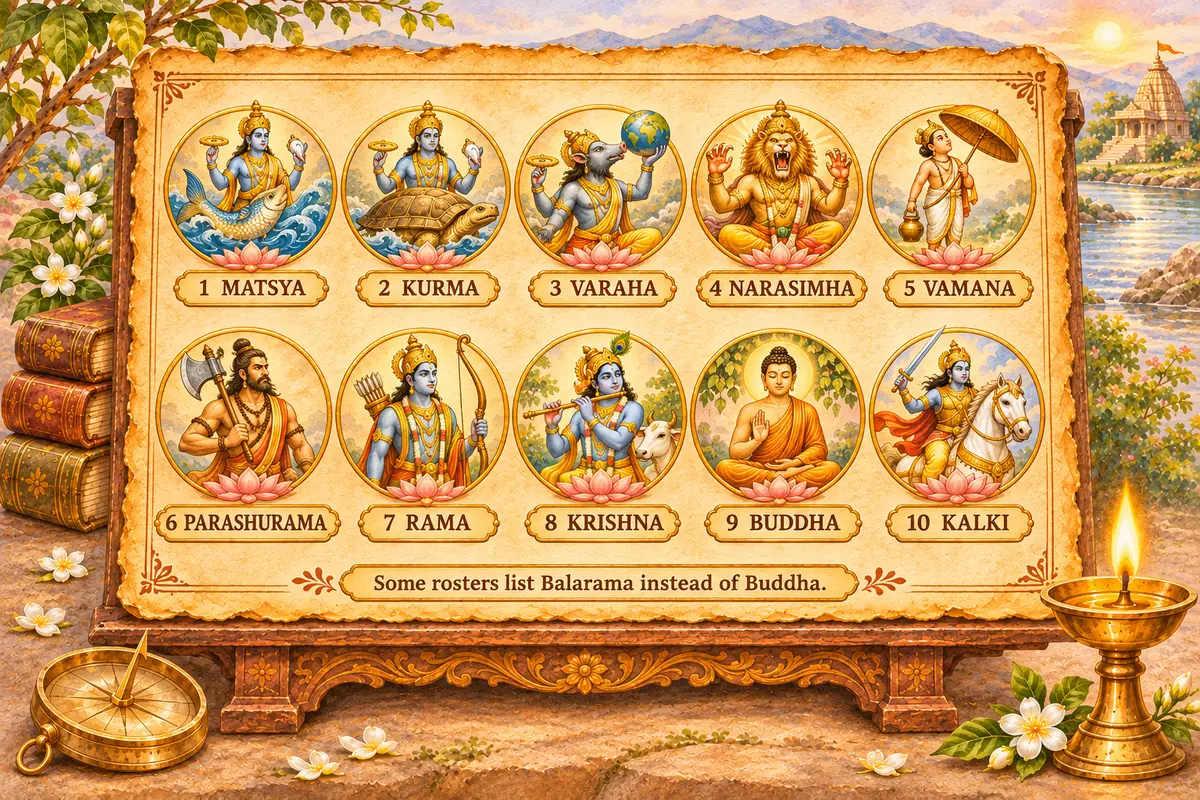 1 MATSYA
2 KURMA
3 VARAHA
4 NARASIMHA
5 VAMANA
6 PARASHURAMA
7 RAMA
8 KRISHNA
9 BUDDHA
10 KALKI
Some rosters list Balarama instead of Buddha.